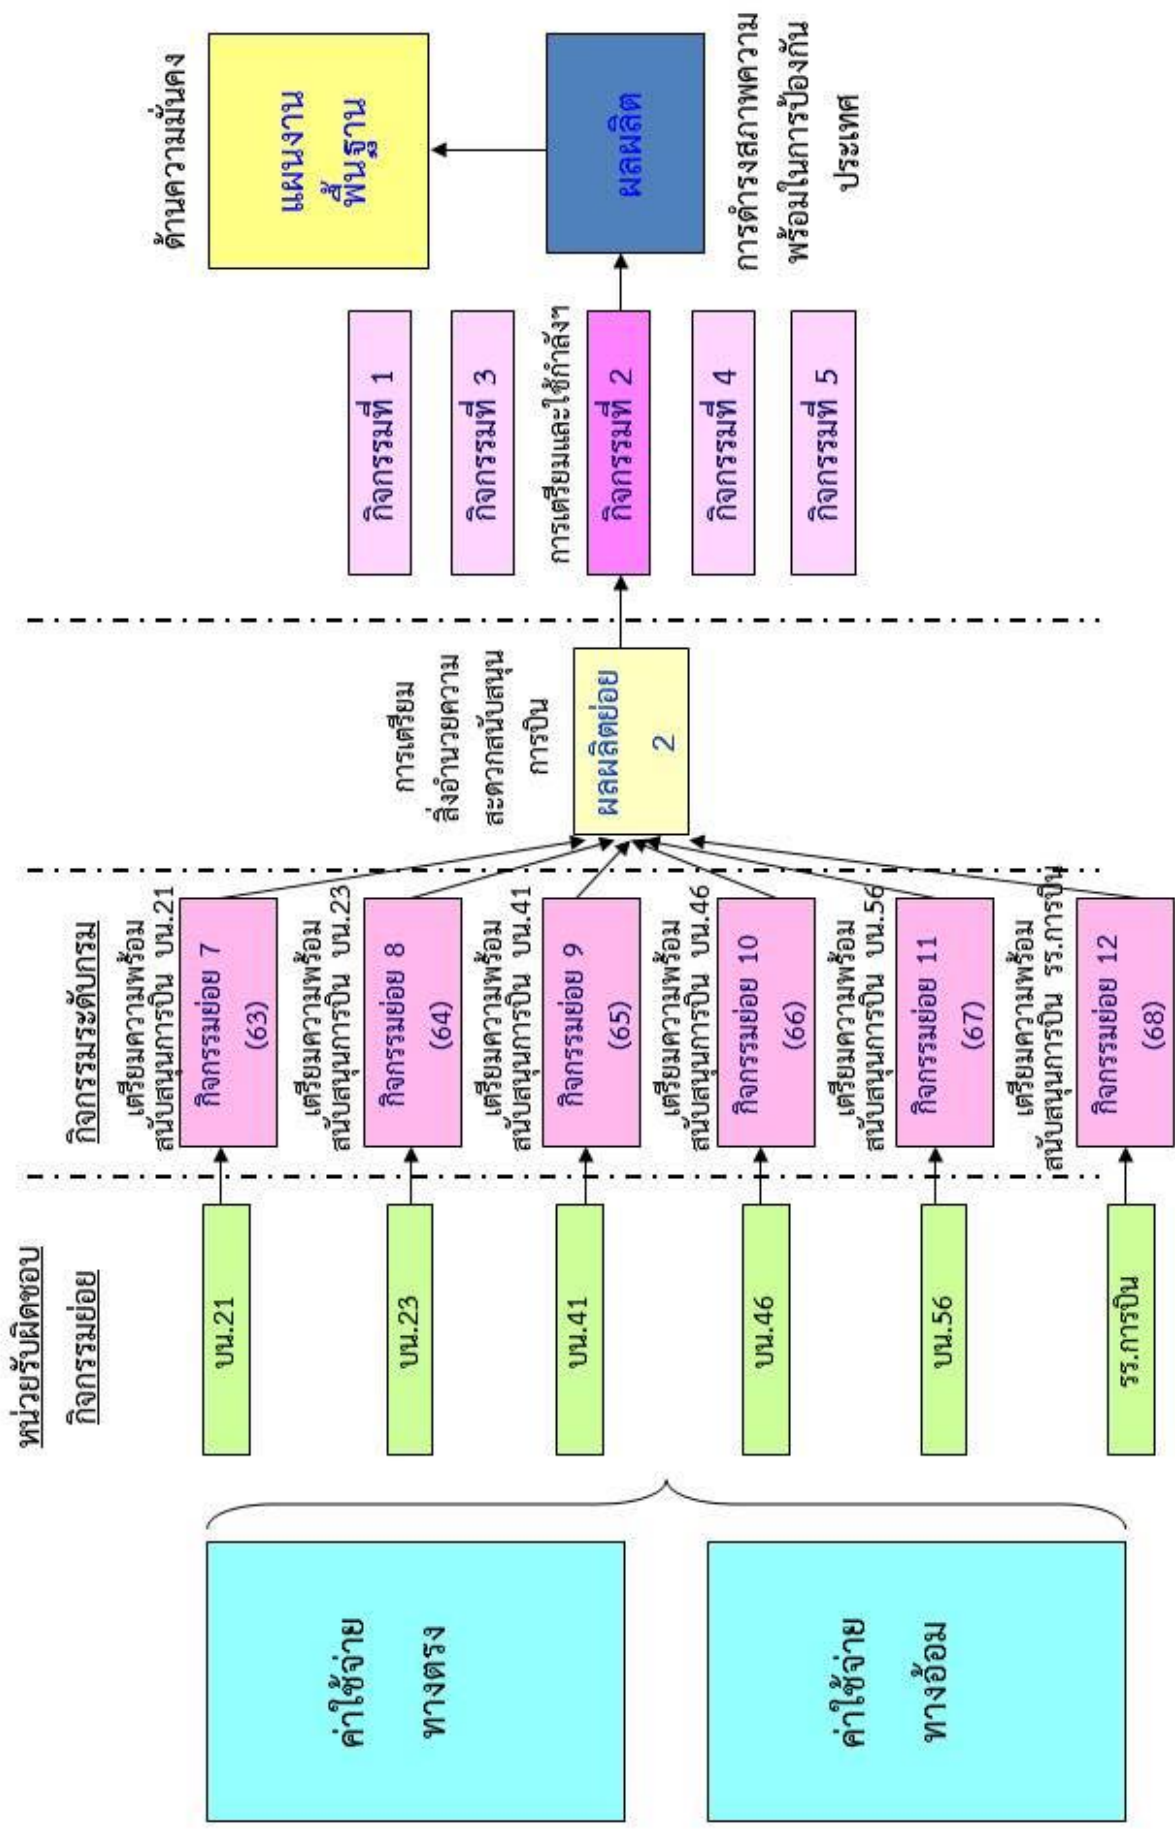 ค่าใช้จ่าย
ทางตรง
ค่าใช้จ่าย
ทางอ้อม
หน่วยรับผิดชอบ
กิจกรรมย่อย
บน.21
บน.23
บน.41
บน.46
บน.56
รร.การบิน
กิจกรรมระดับกรม
เตรียมความพร้อม
สนับสนุนการบิน บน.21
กิจกรรมย่อย 7
(63)
เตรียมความพร้อม
สนับสนุนการบิน บน.23
กิจกรรมย่อย 8
(64)
เตรียมความพร้อม
สนับสนุนการบิน บน.41
กิจกรรมย่อย 9
(65)
เตรียมความพร้อม
สนับสนุนการบิน บน.46
กิจกรรมย่อย 10
(66)
เตรียมความพร้อม
สนับสนุนการบิน บน.56
กิจกรรมย่อย 11
(67)
เตรียมความพร้อม
สนับสนุนการบิน รร.การบิน
กิจกรรมย่อย 12
(68)
การเตรียม
สิ่งอำนวยความ
สะดวกสนับสนุน
การบิน
ผลผลิตย่อย
2
กิจกรรมที่ 1
กิจกรรมที่ 3
การเตรียมและใช้กำลังฯ
กิจกรรมที่ 2
กิจกรรมที่ 4
กิจกรรมที่ 5
ด้านความมั่นคง
แผนงาน
พื้นฐาน
ผลผลิต
การดำรงสภาพความ
พร้อมในการป้องกัน
ประเทศ